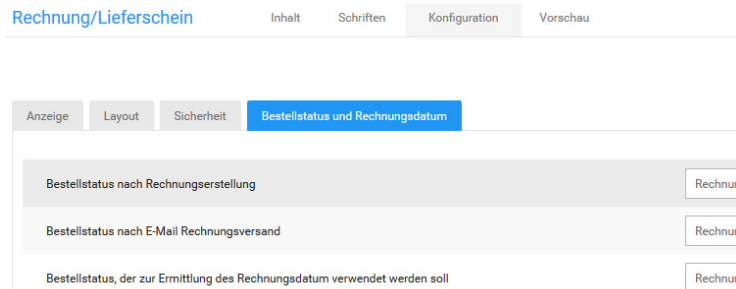 Rechnung/Lieferschein Inhalt Schriften Konfiguration Vorschau
Anzeige Layout Sicherheit Bestellstatus und Rechnungsdatum
Bestellstatus nach Rechnungserstellung
Bestellstatus nach E-Mail Rechnungsversand
Bestellstatus, der zur Ermittlung des Rechnungsdatum verwendet werden soll